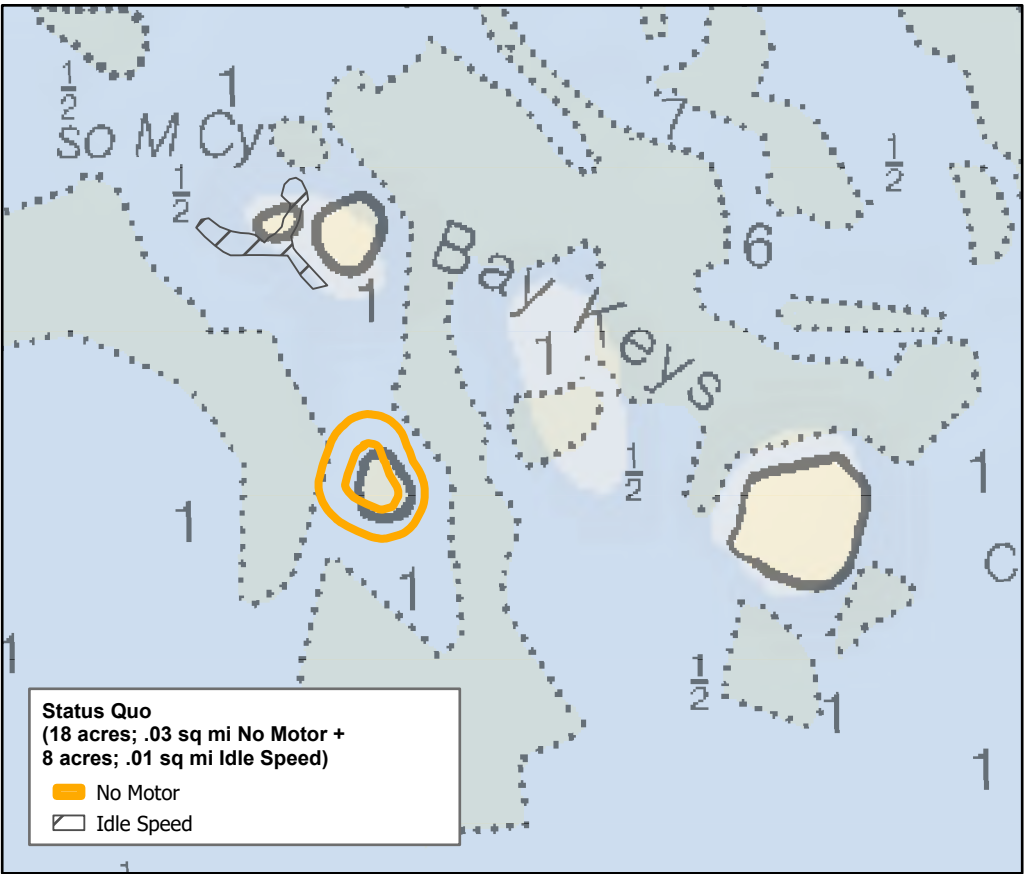 1/2
1
so M Cy
1/2
7
1/2
6
Bay Keys
1
1
1/2
1
1
1
C
1
1/2
1
1
Status Quo
(18 acres; .03 sq mi No Motor +
8 acres; .01 sq mi Idle Speed)
No Motor
Idle Speed